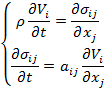 ρ ∂V_i/∂t = ∂σ_ij/∂x_j
∂σ_ij/∂t = a_ij ∂V_i/∂x_j